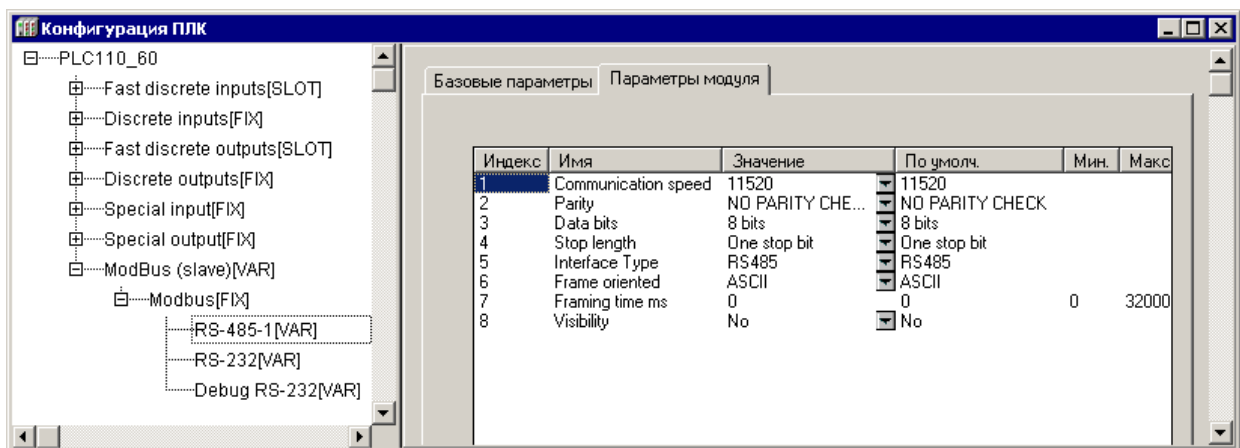 Конфигурация ПЛК
PLC110_60
Fast discrete inputs[SLOT]
Discrete inputs[FIX]
Fast discrete outputs[SLOT]
Discrete outputs[FIX]
Special input[FIX]
Special output[FIX]
ModBus (slave)[VAR]
Modbus[FIX]
RS-485-1[VAR]
RS-232[VAR]
Debug RS-232[VAR]
Базовые параметры Параметры модуля
Индекс Имя Значение По умолч. Мин. Макс
1 Communication speed 11520 11520
2 Parity NO PARITY CHE... NO PARITY CHECK
3 Data bits 8 bits 8 bits
4 Stop length One stop bit One stop bit
5 Interface Type RS485 RS485
6 Frame oriented ASCII ASCII
7 Framing time ms 0 0 0 32000
8 Visibility No No